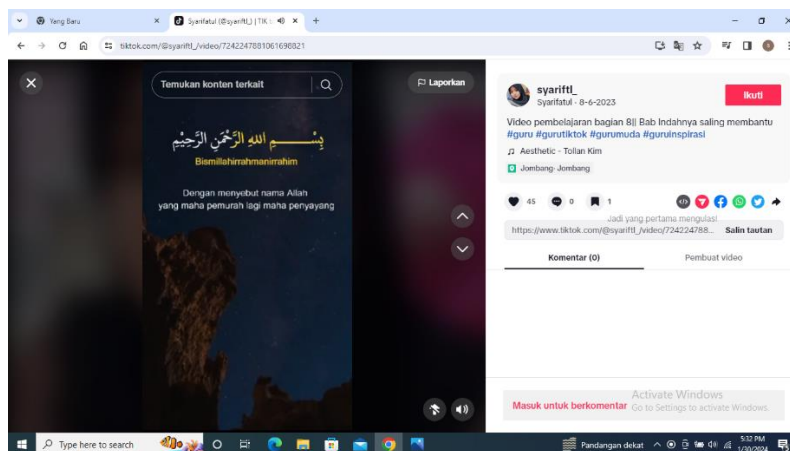 Yang Baru
Syarifatul (@syariftl_) | TIK
tiktok.com/@syariftl_/video/7242247881061698821
Temukan konten terkait
Laporkan
بِسْــــــمِ اللهِ الرَّحْمَنِ الرَّحِيْمِ
Bismillahirrahmanirrahim
Dengan menyebut nama Allah
yang maha pemurah lagi maha penyayang
syariftl_
Syarifatul · 8-6-2023
Ikuti
Video pembelajaran bagian 8|| Bab Indahnya saling membantu
#guru #gurutiktok #gurumuda #guruinspirasi
Aesthetic - Tollan Kim
Jombang· Jombang
45 0 1
Jadi yang pertama mengulas!
https://www.tiktok.com/@syariftl_/video/724224788... Salin tautan
Komentar (0) Pembuat video
Masuk untuk berkomentar
Activate Windows
Go to Settings to activate Windows.
Type here to search
Pandangan dekat
5:32 PM
1/30/2024